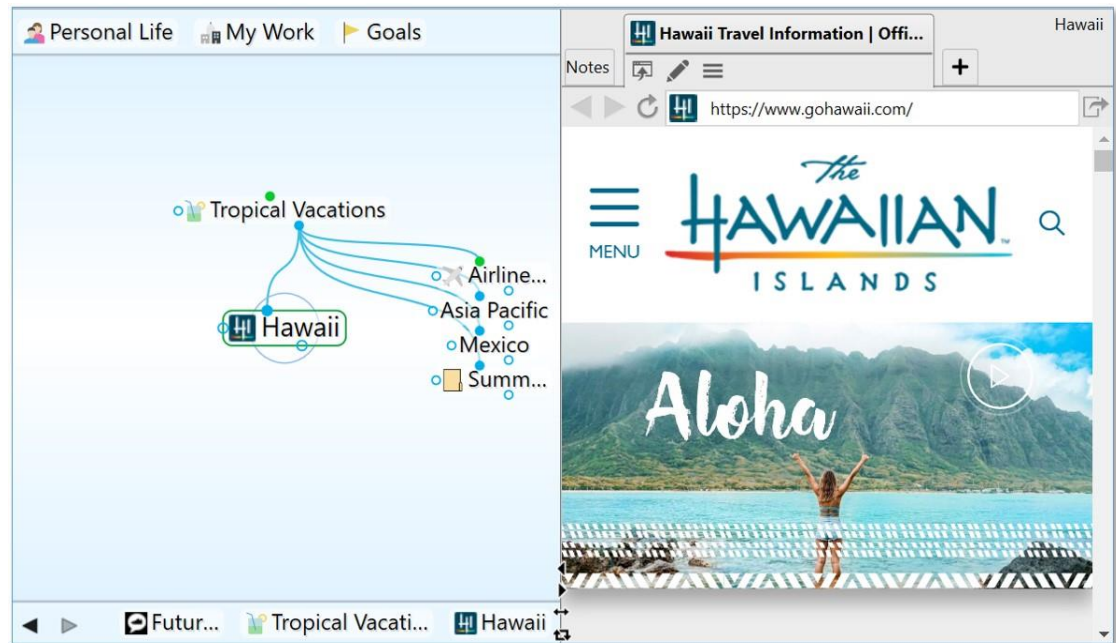 Personal Life My Work Goals
Tropical Vacations
Airline...
Asia Pacific
Hawaii
Mexico
Summ...
Futur... Tropical Vacati... Hawaii
Hawaii Travel Information | Offi...
Hawaii
Notes
+
https://www.gohawaii.com/
MENU
The
HAWAIIAN
ISLANDS
Aloha